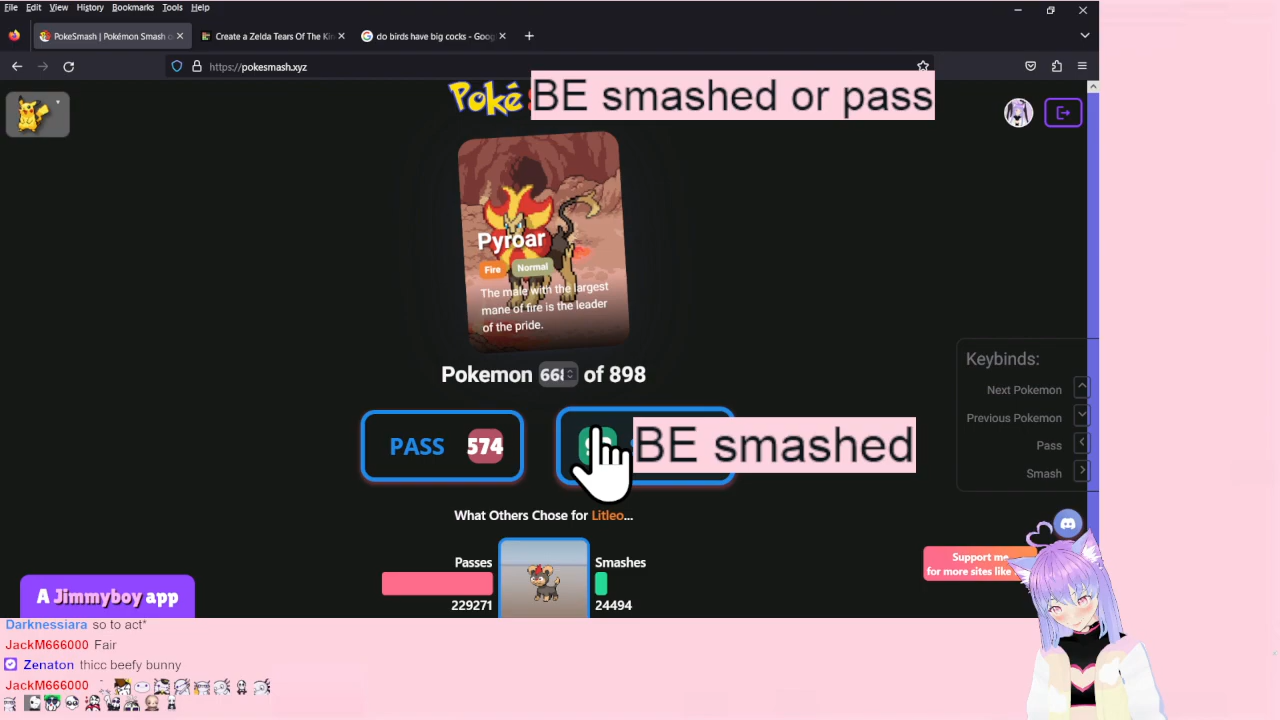 File Edit View History Bookmarks Tools Help
PokeSmash | Pokémon Smash o
Create a Zelda Tears Of The Kin
do birds have big cocks - Goog
https://pokesmash.xyz
Poké BE smashed or pass
Pyroar
Fire Normal
The male with the largest
mane of fire is the leader
of the pride.
Pokemon 668 of 898
PASS 574
BE smashed
What Others Chose for Litleo...
Passes
229271
Smashes
24494
Keybinds:
Next Pokemon
Previous Pokemon
Pass
Smash
Support me
for more sites like
A Jimmyboy app
Darknessiara so to act*
JackM666000 Fair
Zenaton thicc beefy bunny
JackM666000